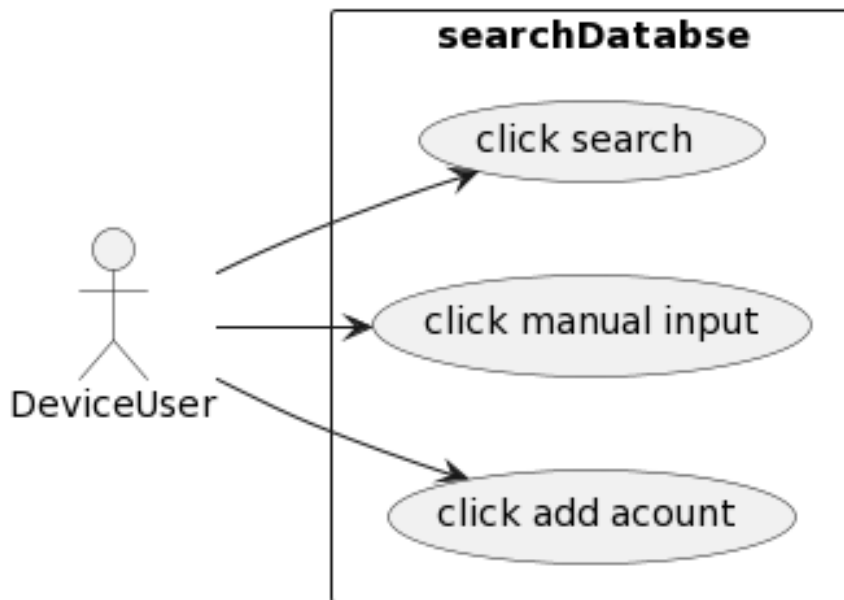 searchDatabse
click search
click manual input
DeviceUser
click add acount